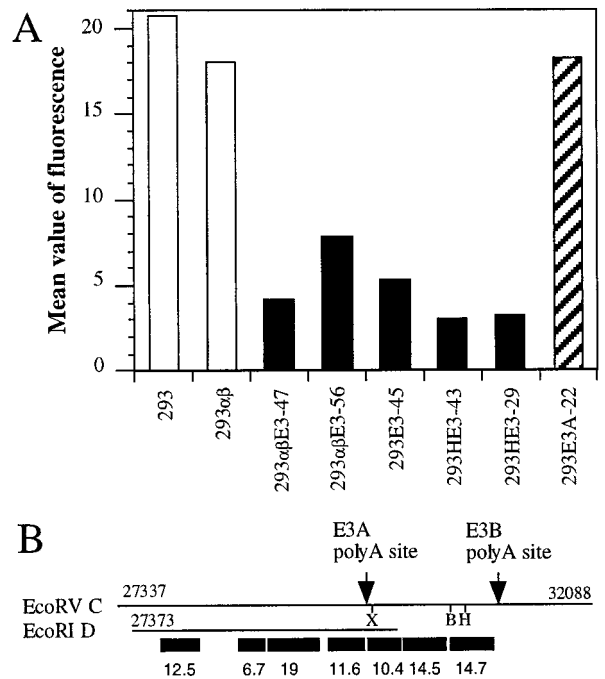 A
Mean value of fluorescence
20
15
10
5
0
293
293αβ
293αβE3-47
293αβE3-56
293E3-45
293HE3-43
293HE3-29
293E3A-22
B
E3A
polyA site
E3B
polyA site
27337
32088
EcoRV C
X
B H
27373
EcoRI D
12.5 6.7 19 11.6 10.4 14.5 14.7